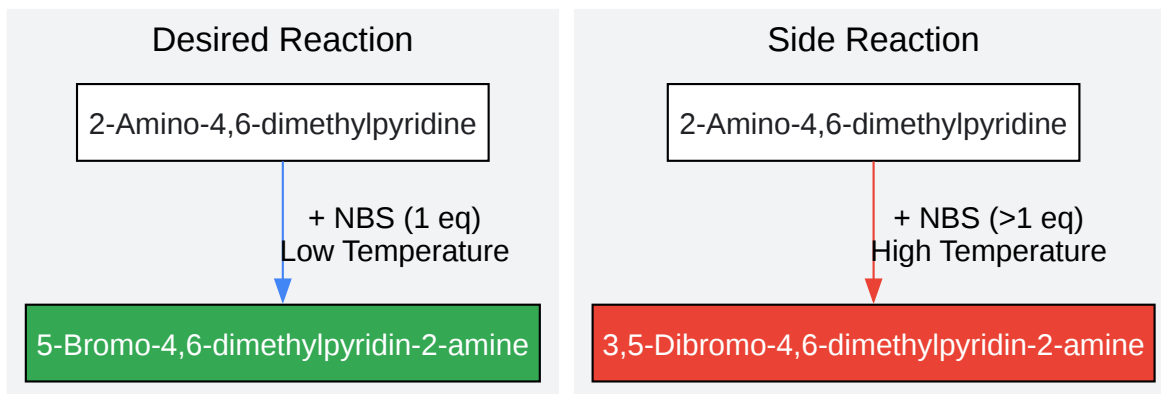 Desired Reaction
2-Amino-4,6-dimethylpyridine
+ NBS (1 eq)
Low Temperature
5-Bromo-4,6-dimethylpyridin-2-amine
Side Reaction
2-Amino-4,6-dimethylpyridine
+ NBS (>1 eq)
High Temperature
3,5-Dibromo-4,6-dimethylpyridin-2-amine